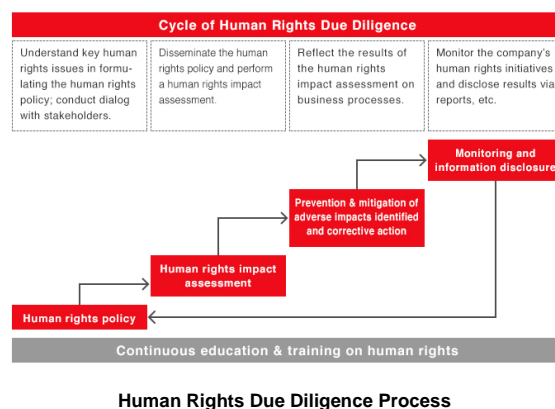 Cycle of Human Rights Due Diligence
Understand key human
rights issues in formu-
lating the human rights
policy; conduct dialog
with stakeholders.
Disseminate the human
rights policy and perform
a human rights impact
assessment.
Reflect the results of
the human rights
impact assessment on
business processes.
Monitor the company's
human rights initiatives
and disclose results via
reports, etc.
Monitoring and
information disclosure
Prevention & mitigation of
adverse impacts identified
and corrective action
Human rights impact
assessment
Human rights policy
Continuous education & training on human rights
Human Rights Due Diligence Process